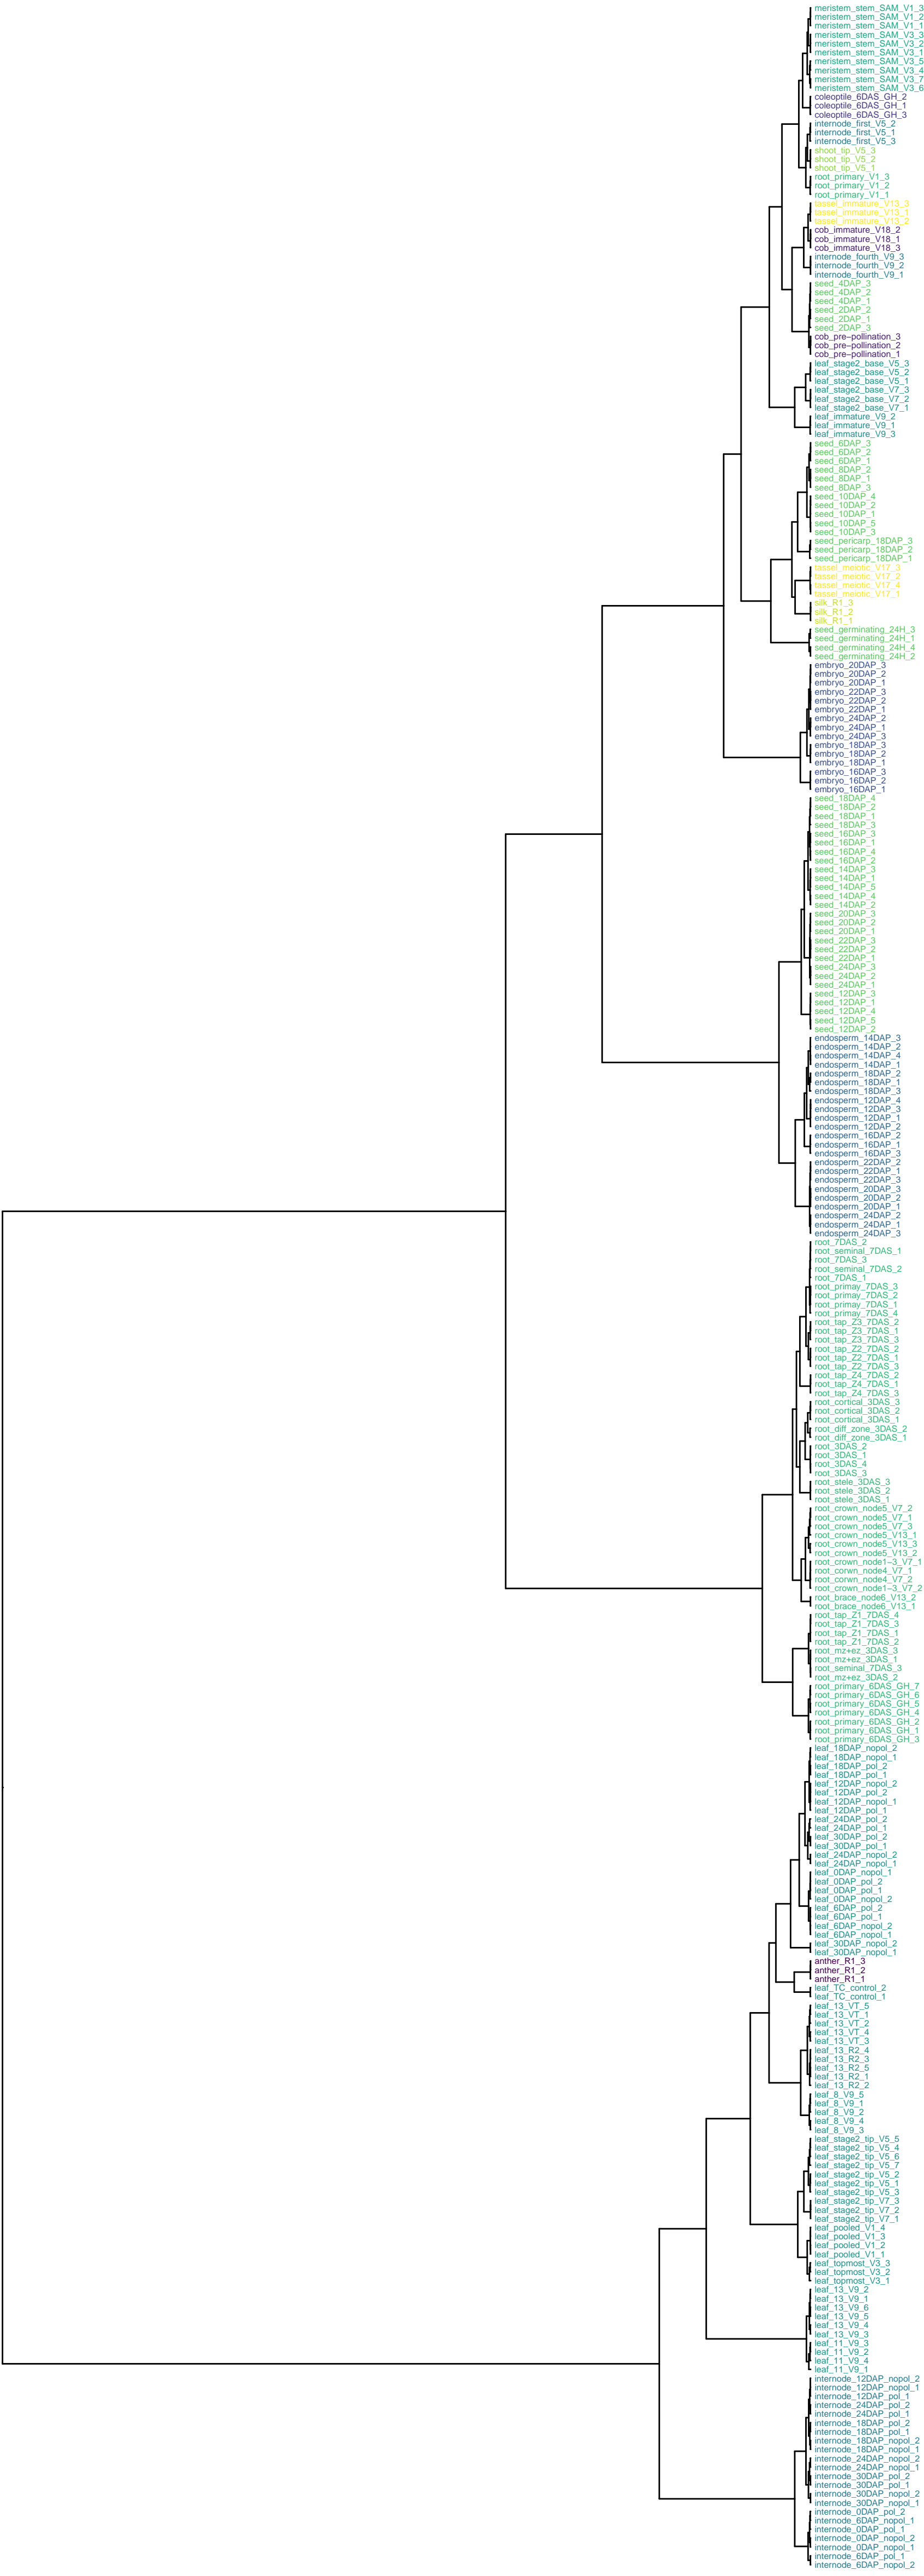 meristem_stem_SAM_V1_3
meristem_stem_SAM_V1_2
meristem_stem_SAM_V1_1
meristem_stem_SAM_V3_3
meristem_stem_SAM_V3_2
meristem_stem_SAM_V3_1
meristem_stem_SAM_V3_5
meristem_stem_SAM_V3_4
meristem_stem_SAM_V3_7
meristem_stem_SAM_V3_6
coleoptile_6DAS_GH_2
coleoptile_6DAS_GH_1
coleoptile_6DAS_GH_3
internode_first_V5_2
internode_first_V5_1
internode_first_V5_3
shoot_tip_V5_3
shoot_tip_V5_2
shoot_tip_V5_1
root_primary_V1_3
root_primary_V1_2
root_primary_V1_1
tassel_immature_V13_3
tassel_immature_V13_1
tassel_immature_V13_2
cob_immature_V18_2
cob_immature_V18_1
cob_immature_V18_3
internode_fourth_V9_3
internode_fourth_V9_2
internode_fourth_V9_1
seed_4DAP_3
seed_4DAP_2
seed_4DAP_1
seed_2DAP_2
seed_2DAP_1
seed_2DAP_3
cob_pre-pollination_3
cob_pre-pollination_2
cob_pre-pollination_1
leaf_stage2_base_V5_3
leaf_stage2_base_V5_2
leaf_stage2_base_V5_1
leaf_stage2_base_V7_3
leaf_stage2_base_V7_2
leaf_stage2_base_V7_1
leaf_immature_V9_2
leaf_immature_V9_1
leaf_immature_V9_3
seed_6DAP_3
seed_6DAP_2
seed_6DAP_1
seed_8DAP_2
seed_8DAP_1
seed_8DAP_3
seed_10DAP_4
seed_10DAP_2
seed_10DAP_1
seed_10DAP_5
seed_10DAP_3
seed_pericarp_18DAP_3
seed_pericarp_18DAP_2
seed_pericarp_18DAP_1
tassel_meiotic_V17_3
tassel_meiotic_V17_2
tassel_meiotic_V17_4
tassel_meiotic_V17_1
silk_R1_3
silk_R1_2
silk_R1_1
seed_germinating_24H_3
seed_germinating_24H_1
seed_germinating_24H_4
seed_germinating_24H_2
embryo_20DAP_3
embryo_20DAP_2
embryo_20DAP_1
embryo_22DAP_3
embryo_22DAP_2
embryo_22DAP_1
embryo_24DAP_2
embryo_24DAP_1
embryo_24DAP_3
embryo_18DAP_3
embryo_18DAP_2
embryo_18DAP_1
embryo_16DAP_3
embryo_16DAP_2
embryo_16DAP_1
seed_18DAP_4
seed_18DAP_2
seed_18DAP_1
seed_18DAP_3
seed_16DAP_3
seed_16DAP_1
seed_16DAP_4
seed_16DAP_2
seed_14DAP_3
seed_14DAP_1
seed_14DAP_5
seed_14DAP_4
seed_14DAP_2
seed_20DAP_3
seed_20DAP_2
seed_20DAP_1
seed_22DAP_3
seed_22DAP_2
seed_22DAP_1
seed_24DAP_3
seed_24DAP_2
seed_24DAP_1
seed_12DAP_3
seed_12DAP_1
seed_12DAP_4
seed_12DAP_5
seed_12DAP_2
endosperm_14DAP_3
endosperm_14DAP_2
endosperm_14DAP_4
endosperm_14DAP_1
endosperm_18DAP_2
endosperm_18DAP_1
endosperm_18DAP_3
endosperm_12DAP_4
endosperm_12DAP_3
endosperm_12DAP_1
endosperm_12DAP_2
endosperm_16DAP_2
endosperm_16DAP_1
endosperm_16DAP_3
endosperm_22DAP_2
endosperm_22DAP_1
endosperm_22DAP_3
endosperm_20DAP_3
endosperm_20DAP_2
endosperm_20DAP_1
endosperm_24DAP_2
endosperm_24DAP_1
endosperm_24DAP_3
root_7DAS_2
root_seminal_7DAS_1
root_7DAS_3
root_seminal_7DAS_2
root_7DAS_1
root_primay_7DAS_3
root_primay_7DAS_2
root_primay_7DAS_1
root_primay_7DAS_4
root_tap_Z3_7DAS_2
root_tap_Z3_7DAS_1
root_tap_Z3_7DAS_3
root_tap_Z2_7DAS_2
root_tap_Z2_7DAS_1
root_tap_Z2_7DAS_3
root_tap_Z4_7DAS_2
root_tap_Z4_7DAS_1
root_tap_Z4_7DAS_3
root_cortical_3DAS_3
root_cortical_3DAS_2
root_cortical_3DAS_1
root_diff_zone_3DAS_2
root_diff_zone_3DAS_1
root_3DAS_2
root_3DAS_1
root_3DAS_4
root_3DAS_3
root_stele_3DAS_3
root_stele_3DAS_2
root_stele_3DAS_1
root_crown_node5_V7_2
root_crown_node5_V7_1
root_crown_node5_V7_3
root_crown_node5_V13_1
root_crown_node5_V13_3
root_crown_node5_V13_2
root_crown_node1-3_V7_1
root_corwn_node4_V7_1
root_corwn_node4_V7_2
root_crown_node1-3_V7_2
root_brace_node6_V13_2
root_brace_node6_V13_1
root_tap_Z1_7DAS_4
root_tap_Z1_7DAS_3
root_tap_Z1_7DAS_1
root_tap_Z1_7DAS_2
root_mz+ez_3DAS_3
root_mz+ez_3DAS_1
root_seminal_7DAS_3
root_mz+ez_3DAS_2
root_primary_6DAS_GH_7
root_primary_6DAS_GH_6
root_primary_6DAS_GH_5
root_primary_6DAS_GH_4
root_primary_6DAS_GH_2
root_primary_6DAS_GH_1
root_primary_6DAS_GH_3
leaf_18DAP_nopol_2
leaf_18DAP_nopol_1
leaf_18DAP_pol_2
leaf_18DAP_pol_1
leaf_12DAP_nopol_2
leaf_12DAP_pol_2
leaf_12DAP_nopol_1
leaf_12DAP_pol_1
leaf_24DAP_pol_2
leaf_24DAP_pol_1
leaf_30DAP_pol_2
leaf_30DAP_pol_1
leaf_24DAP_nopol_2
leaf_24DAP_nopol_1
leaf_0DAP_nopol_1
leaf_0DAP_pol_2
leaf_0DAP_pol_1
leaf_0DAP_nopol_2
leaf_6DAP_pol_2
leaf_6DAP_pol_1
leaf_6DAP_nopol_2
leaf_6DAP_nopol_1
leaf_30DAP_nopol_2
leaf_30DAP_nopol_1
anther_R1_3
anther_R1_2
anther_R1_1
leaf_TC_control_2
leaf_TC_control_1
leaf_13_VT_5
leaf_13_VT_1
leaf_13_VT_2
leaf_13_VT_4
leaf_13_VT_3
leaf_13_R2_4
leaf_13_R2_3
leaf_13_R2_5
leaf_13_R2_1
leaf_13_R2_2
leaf_8_V9_5
leaf_8_V9_1
leaf_8_V9_2
leaf_8_V9_4
leaf_8_V9_3
leaf_stage2_tip_V5_5
leaf_stage2_tip_V5_4
leaf_stage2_tip_V5_6
leaf_stage2_tip_V5_7
leaf_stage2_tip_V5_2
leaf_stage2_tip_V5_1
leaf_stage2_tip_V5_3
leaf_stage2_tip_V7_3
leaf_stage2_tip_V7_2
leaf_stage2_tip_V7_1
leaf_pooled_V1_4
leaf_pooled_V1_3
leaf_pooled_V1_2
leaf_pooled_V1_1
leaf_topmost_V3_3
leaf_topmost_V3_2
leaf_topmost_V3_1
leaf_13_V9_2
leaf_13_V9_1
leaf_13_V9_6
leaf_13_V9_5
leaf_13_V9_4
leaf_13_V9_3
leaf_11_V9_3
leaf_11_V9_2
leaf_11_V9_4
leaf_11_V9_1
internode_12DAP_nopol_2
internode_12DAP_nopol_1
internode_12DAP_pol_1
internode_24DAP_pol_2
internode_24DAP_pol_1
internode_18DAP_pol_2
internode_18DAP_pol_1
internode_18DAP_nopol_2
internode_18DAP_nopol_1
internode_24DAP_nopol_2
internode_24DAP_nopol_1
internode_30DAP_pol_2
internode_30DAP_pol_1
internode_30DAP_nopol_2
internode_30DAP_nopol_1
internode_0DAP_pol_2
internode_6DAP_nopol_1
internode_0DAP_pol_1
internode_0DAP_nopol_2
internode_0DAP_nopol_1
internode_6DAP_pol_1
internode_6DAP_nopol_2